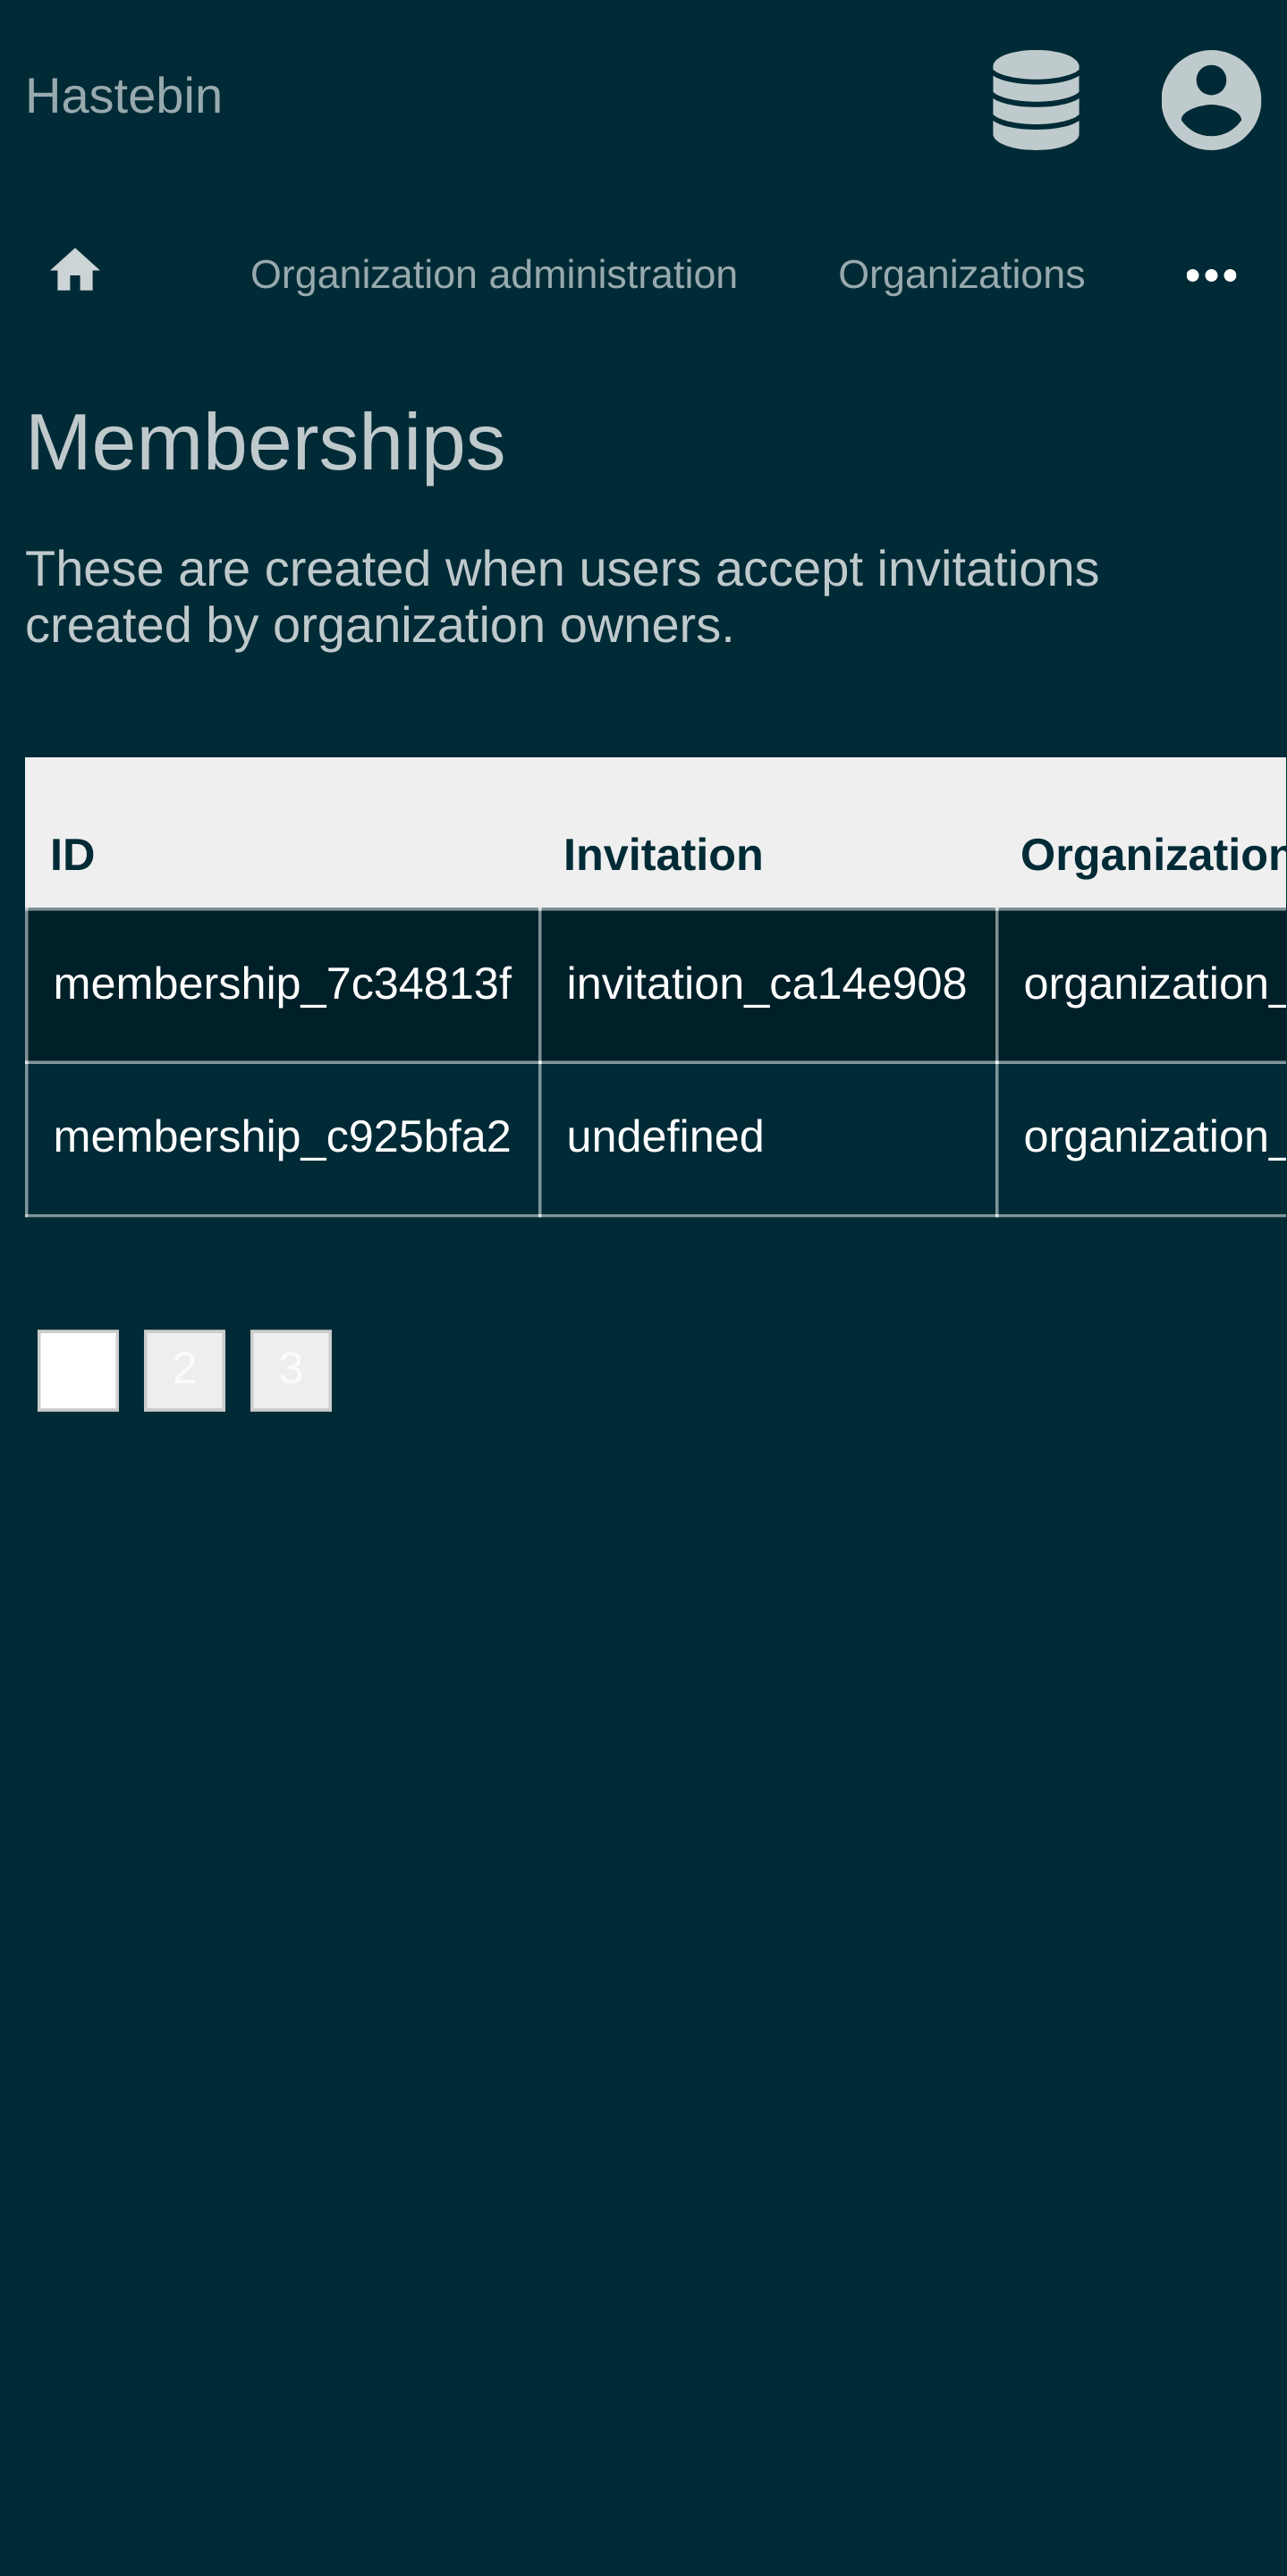 Hastebin
Organization administration Organizations
Memberships
These are created when users accept invitations
created by organization owners.
ID Invitation Organization
membership_7c34813f invitation_ca14e908 organization_
membership_c925bfa2 undefined organization_
2 3